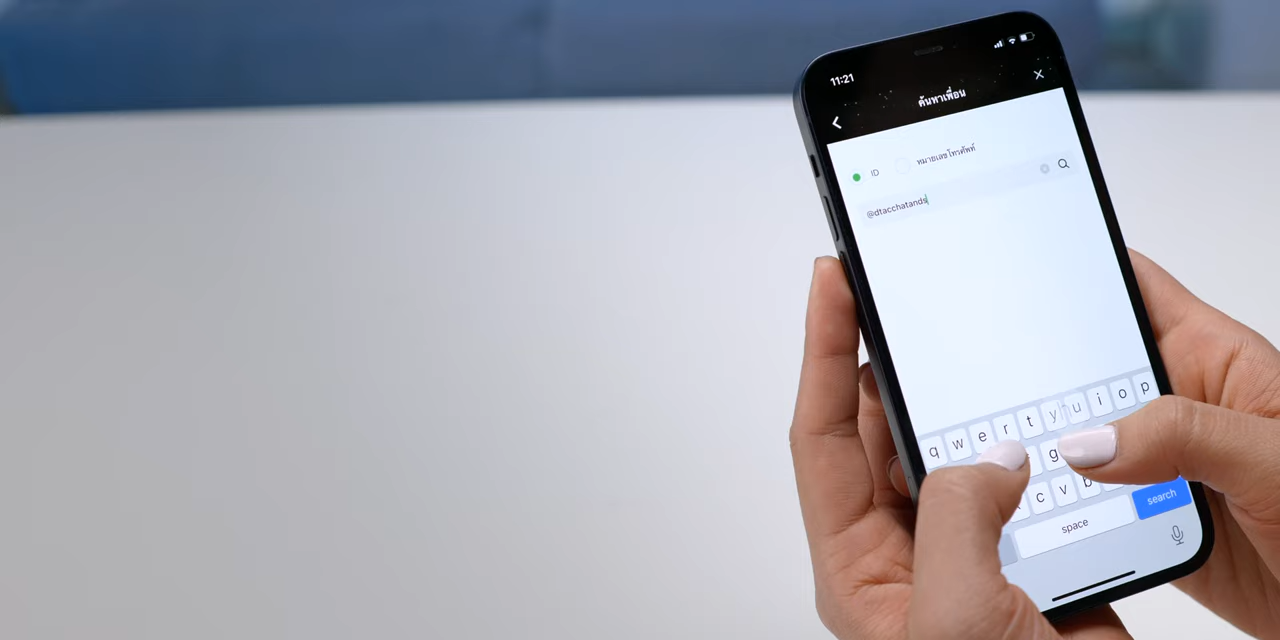 11:21
ค้นหาเพื่อน
ID
หมายเลขโทรศัพท์
@dtacchatands
q w e r t y u i o p
g
c v b
space
search